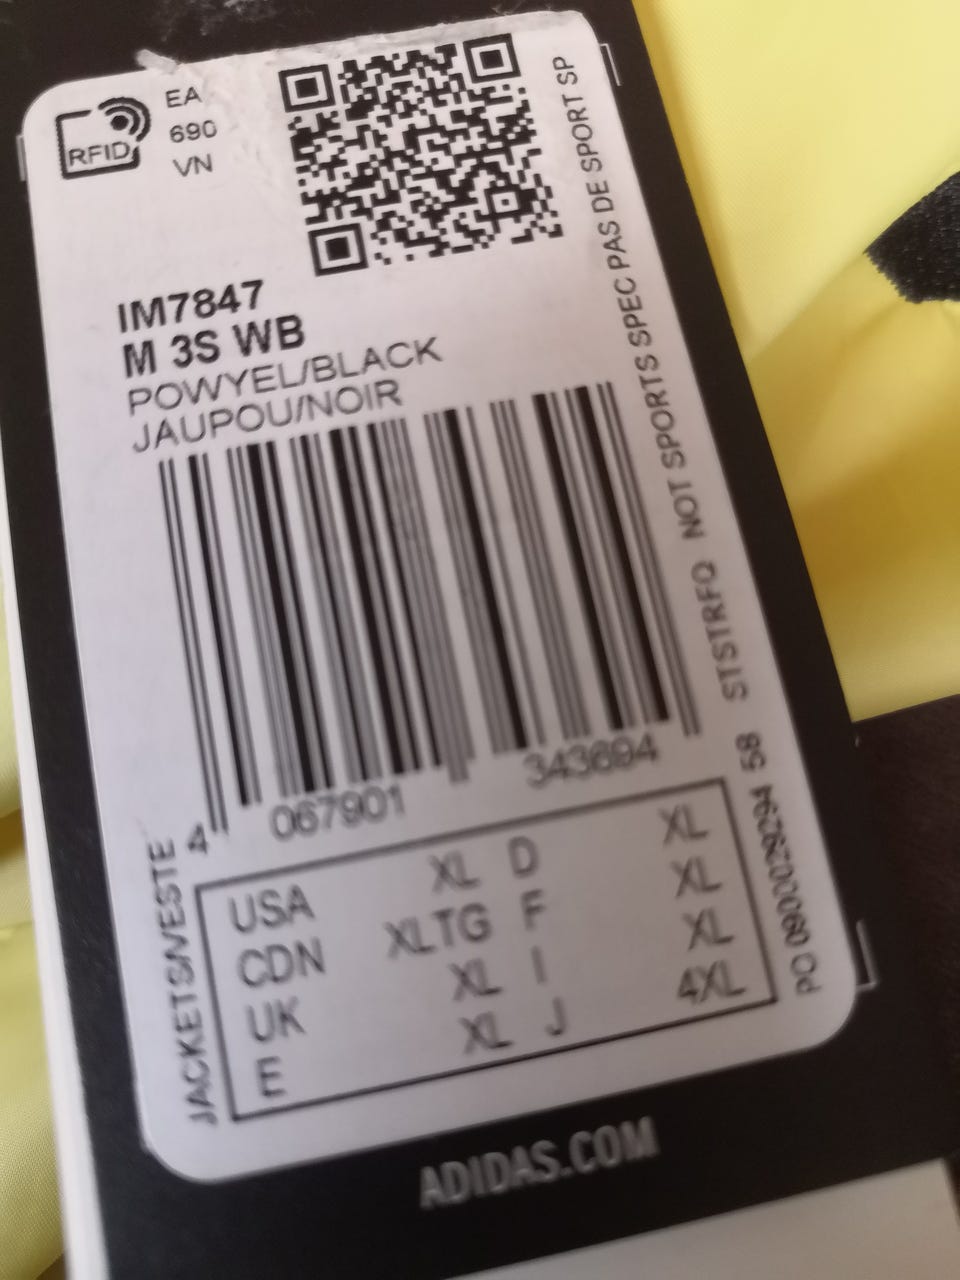 RFID
EA
690
VN
IM7847
M 3S WB
POWYEL/BLACK
JAUPOU/NOIR
4 067901 343694
JACKETS/VESTE
USA XL D XL
CDN XLTG F XL
UK XL I XL
E XL J 4XL
STSTRFQ NOT SPORTS SPEC PAS DE SPORT SP
PO 0900292294 58
ADIDAS.COM